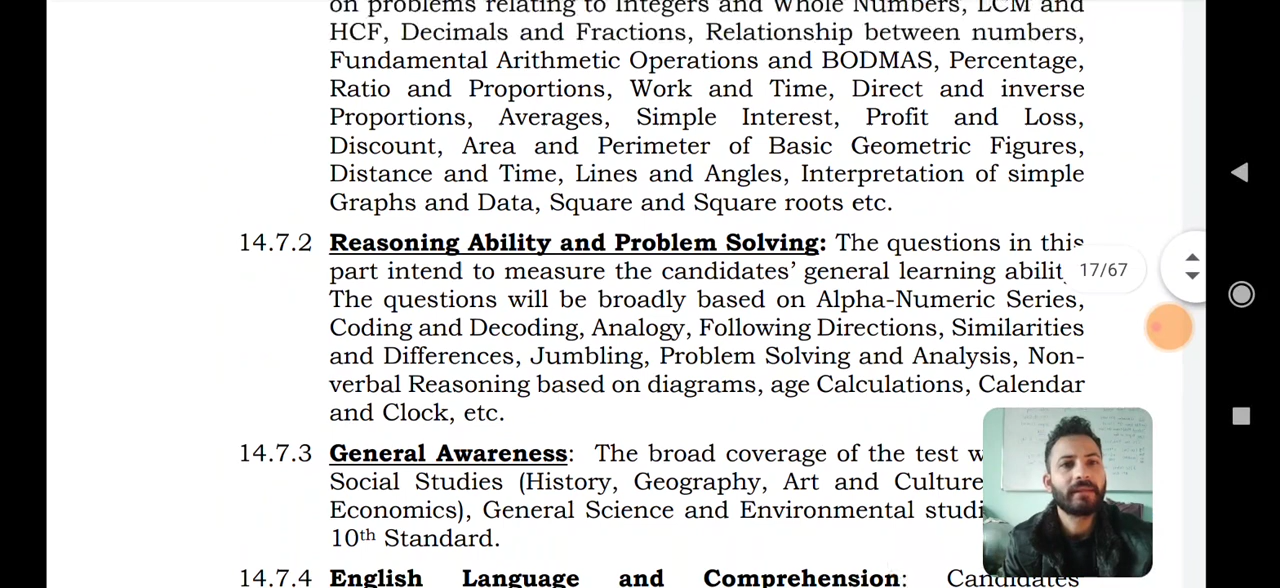 on problems relating to Integers and Whole Numbers, LCM and
HCF, Decimals and Fractions, Relationship between numbers,
Fundamental Arithmetic Operations and BODMAS, Percentage,
Ratio and Proportions, Work and Time, Direct and inverse
Proportions, Averages, Simple Interest, Profit and Loss,
Discount, Area and Perimeter of Basic Geometric Figures,
Distance and Time, Lines and Angles, Interpretation of simple
Graphs and Data, Square and Square roots etc.
14.7.2 Reasoning Ability and Problem Solving: The questions in this
part intend to measure the candidates' general learning abilit
17/67
The questions will be broadly based on Alpha-Numeric Series,
Coding and Decoding, Analogy, Following Directions, Similarities
and Differences, Jumbling, Problem Solving and Analysis, Non-
verbal Reasoning based on diagrams, age Calculations, Calendar
and Clock, etc.
14.7.3 General Awareness: The broad coverage of the test w
Social Studies (History, Geography, Art and Culture
Economics), General Science and Environmental studi
10th Standard.
14.7.4 English Language and Comprehension: Candidates